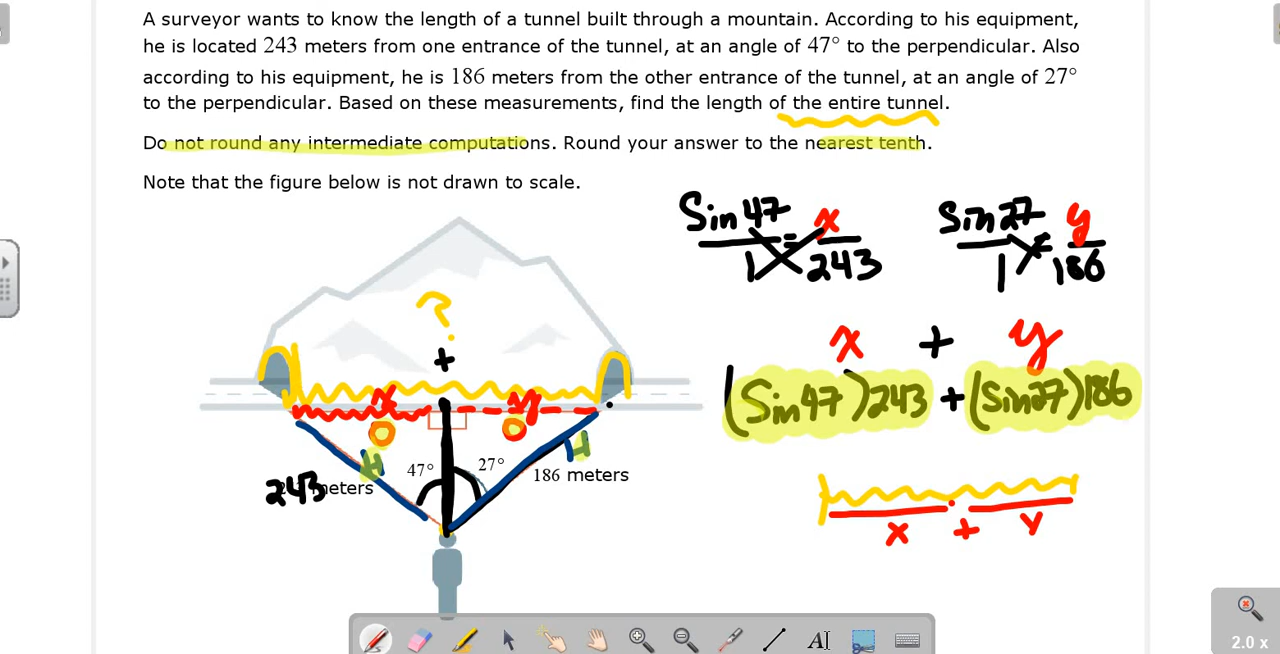 A surveyor wants to know the length of a tunnel built through a mountain. According to his equipment,
he is located 243 meters from one entrance of the tunnel, at an angle of 47° to the perpendicular. Also
according to his equipment, he is 186 meters from the other entrance of the tunnel, at an angle of 27°
to the perpendicular. Based on these measurements, find the length of the entire tunnel.
Do not round any intermediate computations. Round your answer to the nearest tenth.
Note that the figure below is not drawn to scale.
Sin 47 = x Sin 27 = y
1 243 1 186
?
+
x + y
(Sin 47)243 + (Sin 27)186
x y
O O
H H
47° 27°
186 meters
243 meters
x + y
AI
2.0 x